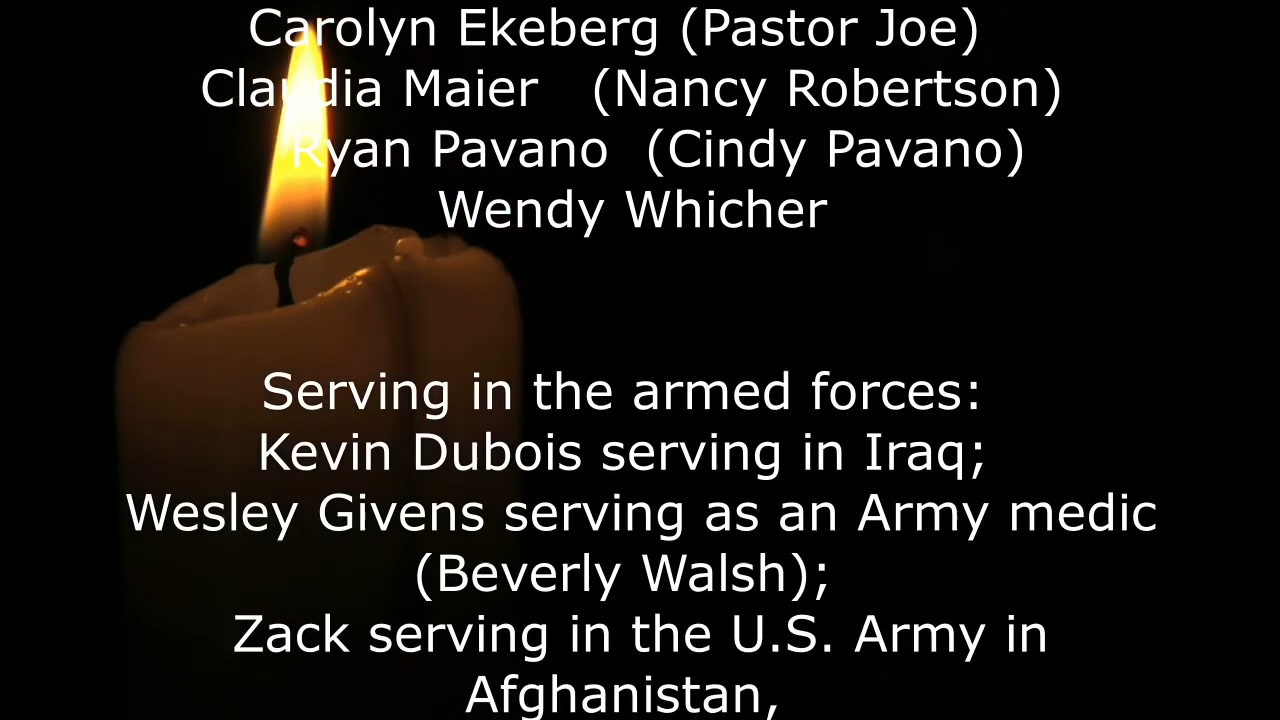 Carolyn Ekeberg (Pastor Joe)
Claudia Maier (Nancy Robertson)
Ryan Pavano (Cindy Pavano)
Wendy Whicher
Serving in the armed forces:
Kevin Dubois serving in Iraq;
Wesley Givens serving as an Army medic
(Beverly Walsh);
Zack serving in the U.S. Army in
Afghanistan,